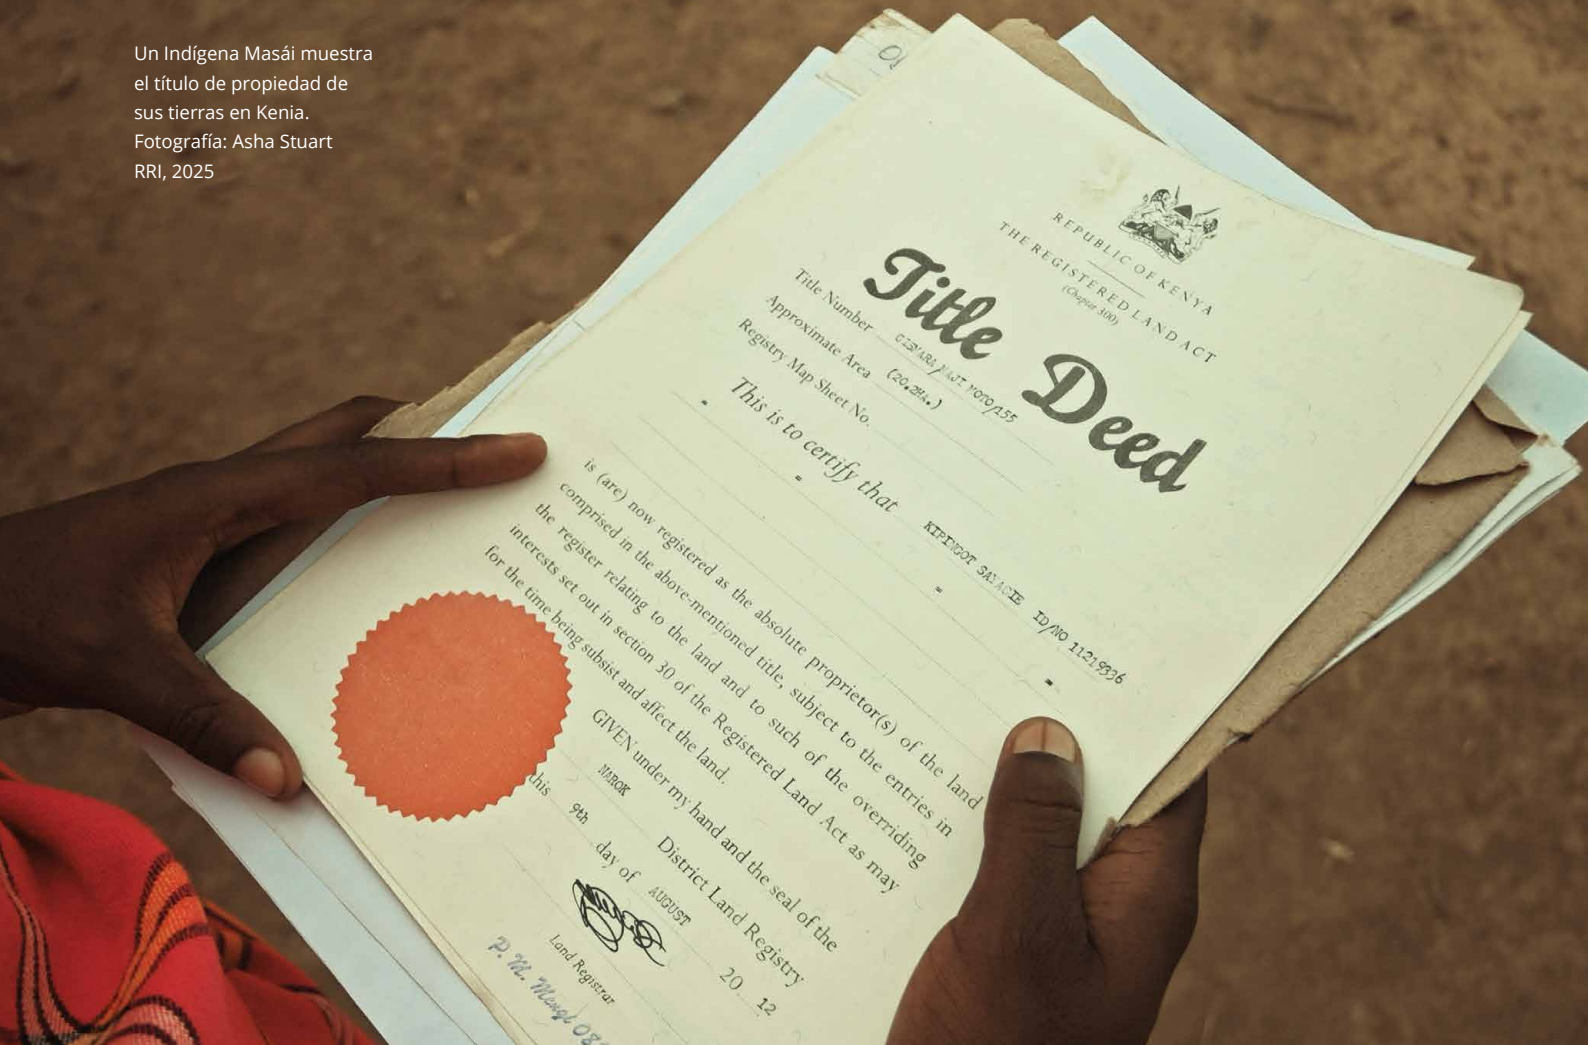 Un Indígena Masái muestra
el título de propiedad de
sus tierras en Kenia.
Fotografía: Asha Stuart
RRI, 2025
REPUBLIC OF KENYA
THE REGISTERED LAND ACT
(Chapter 300)
Title Deed
Title Number MOTO/155
Approximate Area (20.2HA.)
Registry Map Sheet No.
This is to certify that ID/NO 11219336
is (are) now registered as the absolute proprietor(s) of the land
comprised in the above-mentioned title, subject to the entries in
the register relating to the land and to such of the overriding
interests set out in section 30 of the Registered Land Act as may
for the time being subsist and affect the land.
GIVEN under my hand and the seal of the
NAROK District Land Registry
this 9th day of AUGUST 20 12
Land Registrar
P. M.